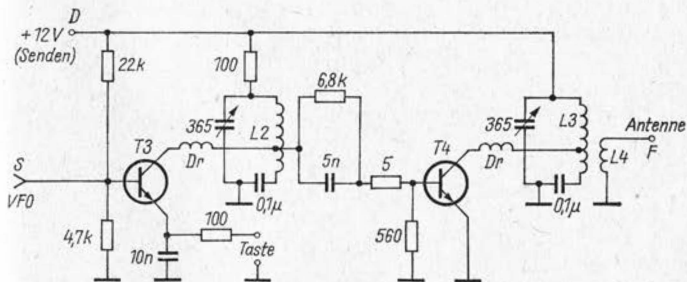 D
+12V
(Senden)
22k
100
6,8k
365
L2
T3
Dr
5n
5
T4
Dr
365
L3
L4
Antenne
F
S
VFO
0,1µ
0,1µ
4,7k
10n
100
Taste
560